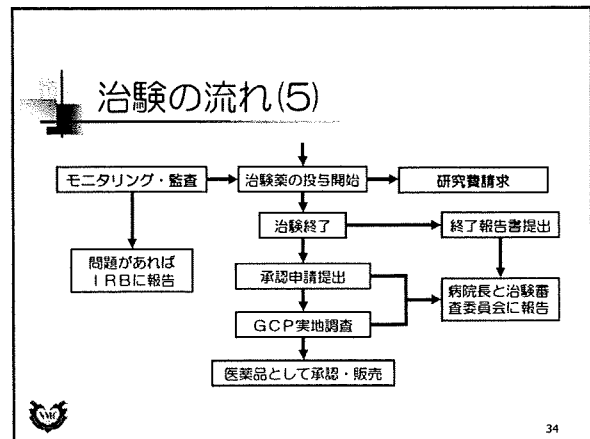 治験の流れ(5)
モニタリング・監査
治験薬の投与開始
研究費請求
治験終了
終了報告書提出
問題があれば
IRBに報告
承認申請提出
病院長と治験審
査委員会に報告
GCP実地調査
医薬品として承認・販売
NMC
34